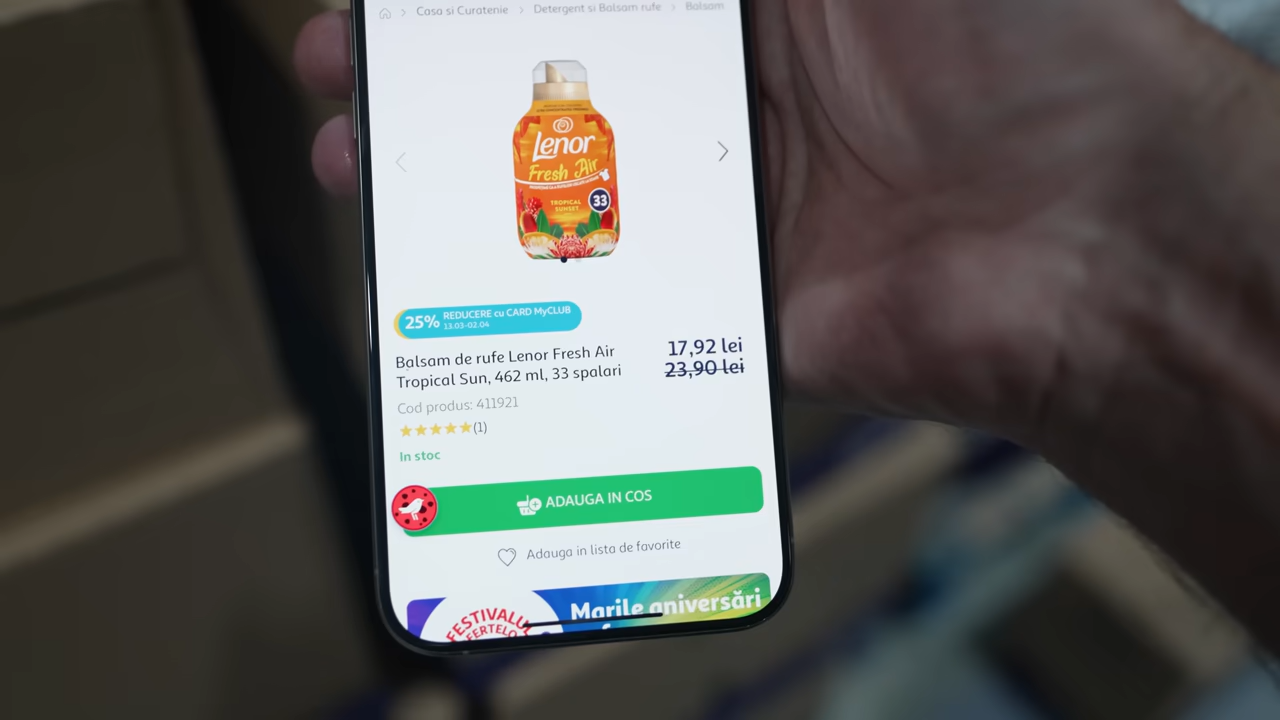 Casa si Curatenie > Detergent si Balsam rufe > Balsam
Lenor
Fresh Air
TROPICAL
SUNSET
33
25% REDUCERE cu CARD MyCLUB
13.03-02.04
Balsam de rufe Lenor Fresh Air
Tropical Sun, 462 ml, 33 spalari
17,92 lei
23,90 lei
Cod produs: 411921
(1)
In stoc
ADAUGA IN COS
Adauga in lista de favorite
FESTIVALUL
Marile aniversări